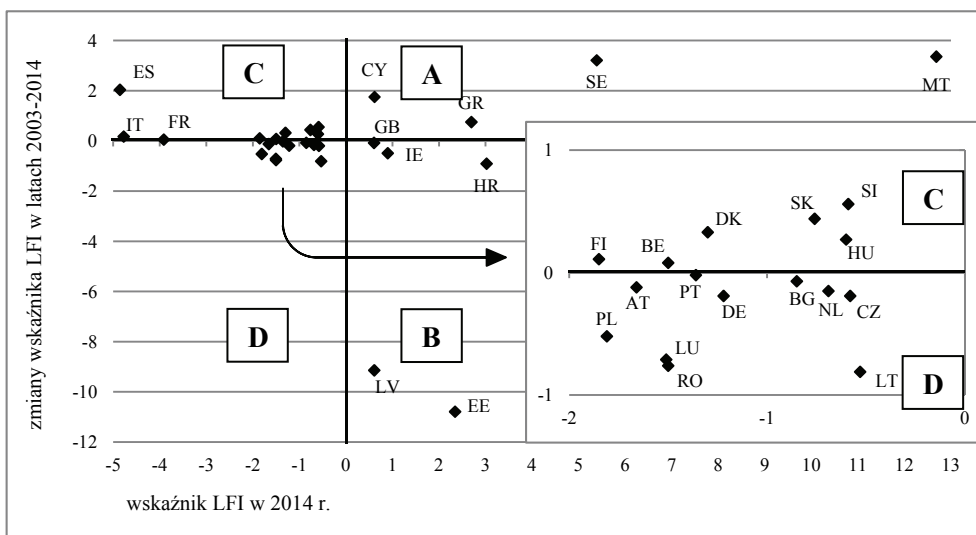 zmiany wskaźnika LFI w latach 2003-2014
4
2
0
-2
-4
-6
-8
-10
-12
C
A
ES
CY
SE
MT
GR
IT
FR
GB
IE
HR
D
B
LV
EE
-5 -4 -3 -2 -1 0 1 2 3 4 5 6 7 8 9 10 11 12 13
wskaźnik LFI w 2014 r.
1
C
SK
SI
DK
FI
BE
HU
0
AT
PT
DE
BG
NL
CZ
PL
LU
RO
LT
D
-1
-2 -1 0